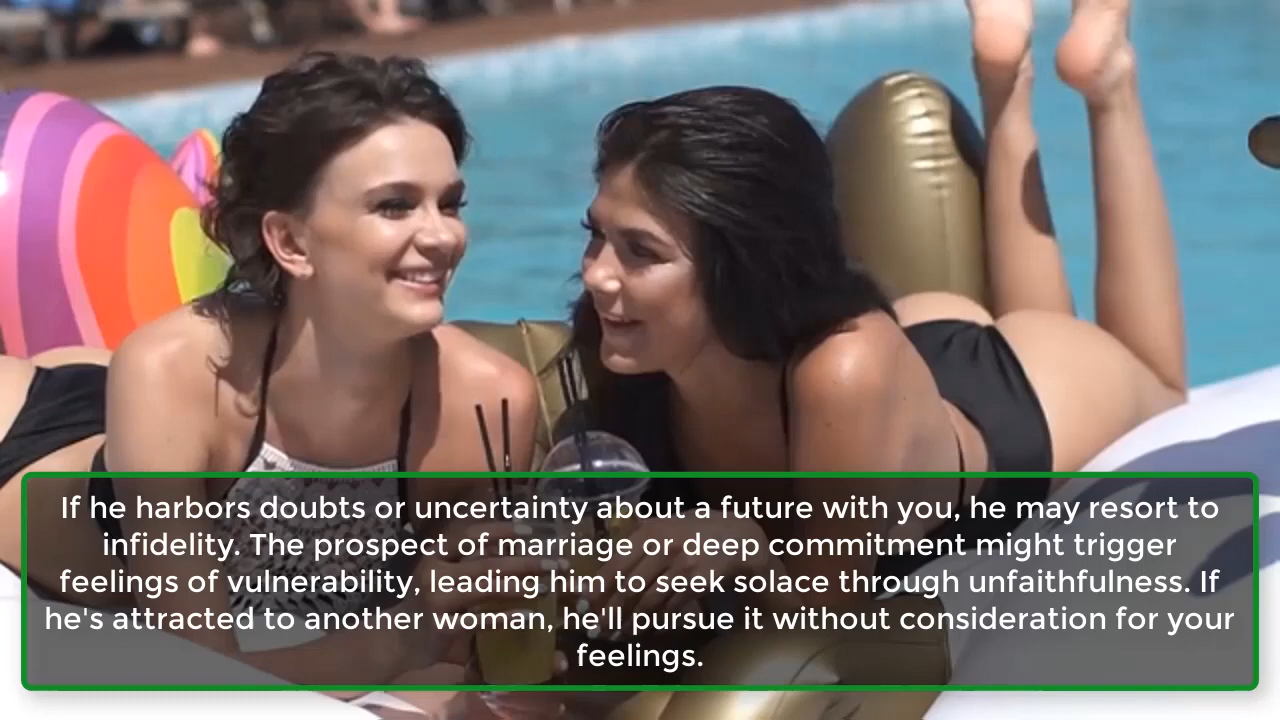 If he harbors doubts or uncertainty about a future with you, he may resort to
infidelity. The prospect of marriage or deep commitment might trigger
feelings of vulnerability, leading him to seek solace through unfaithfulness. If
he's attracted to another woman, he'll pursue it without consideration for your
feelings.